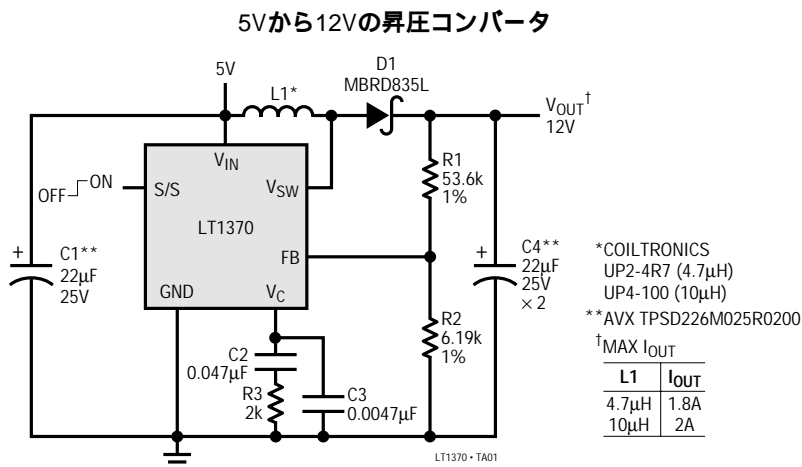 5Vから12Vの昇圧コンバータ
5V
L1*
D1
MBRD835L
VOUT†
12V
VIN
OFF ON
S/S
VSW
LT1370
FB
GND
VC
R1
53.6k
1%
+
C1**
22µF
25V
+
C4**
22µF
25V
× 2
R2
6.19k
1%
C2
0.047µF
R3
2k
C3
0.0047µF
*COILTRONICS
UP2-4R7 (4.7µH)
UP4-100 (10µH)
**AVX TPSD226M025R0200
†MAX IOUT
L1 IOUT
4.7µH 1.8A
10µH 2A
LT1370 • TA01